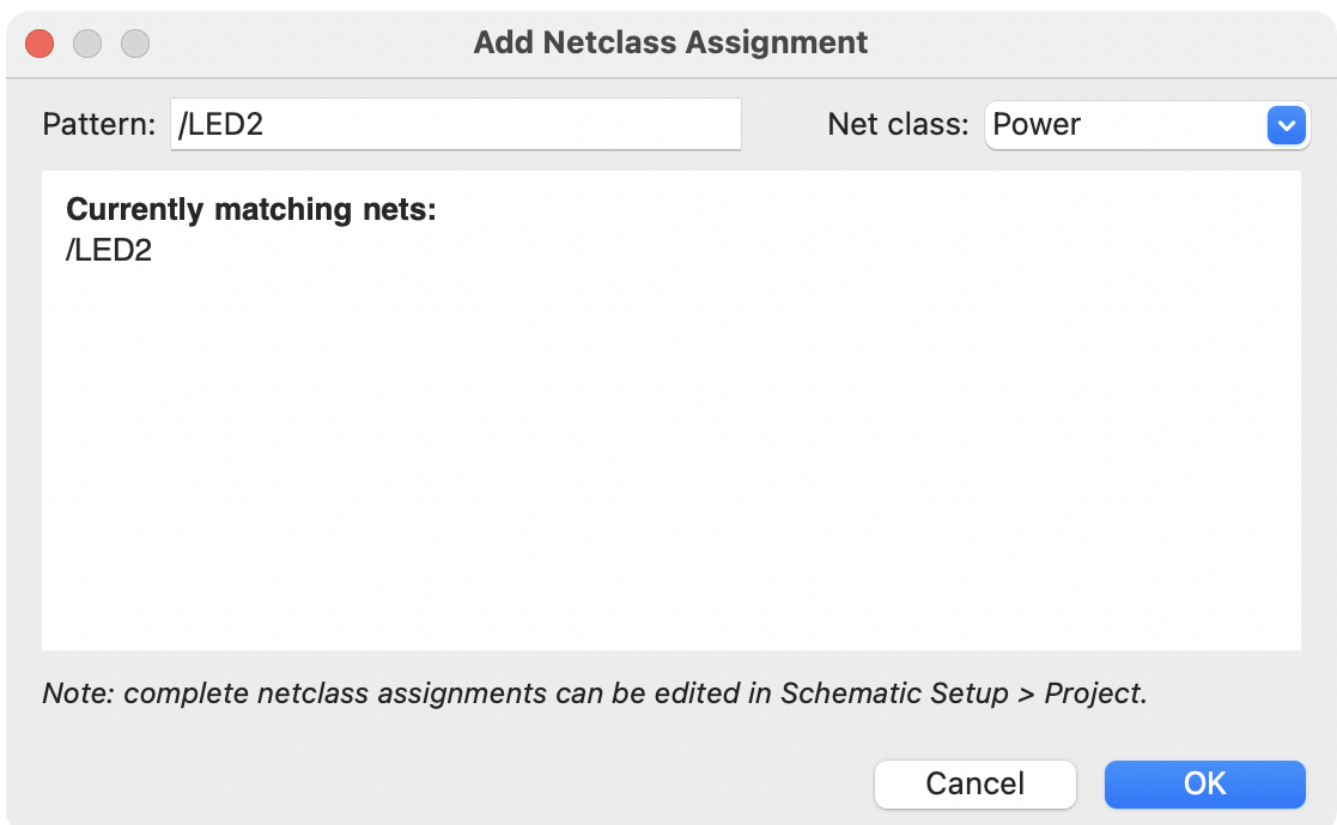 Add Netclass Assignment
Pattern: /LED2 Net class: Power
Currently matching nets:
/LED2
Note: complete netclass assignments can be edited in Schematic Setup > Project.
Cancel OK